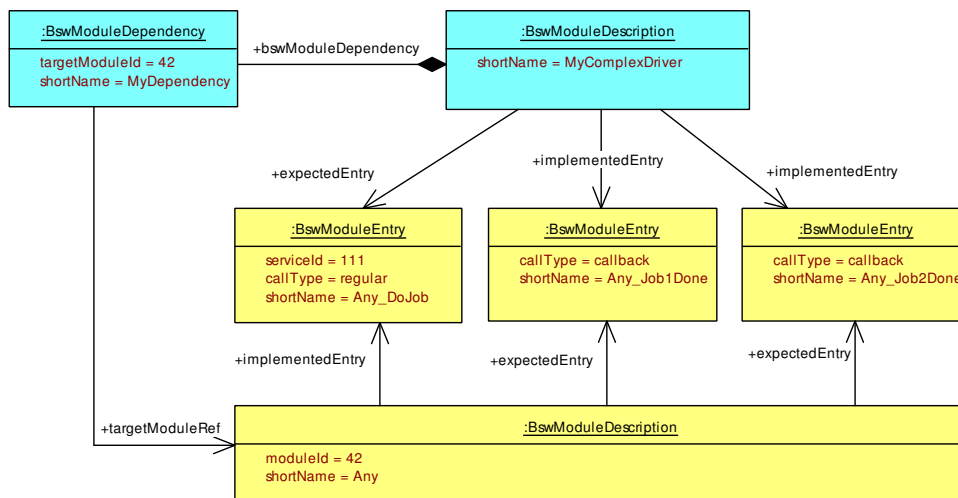 :BswModuleDependency
targetModuleId = 42
shortName = MyDependency
+bswModuleDependency
:BswModuleDescription
shortName = MyComplexDriver
+expectedEntry
+implementedEntry
+implementedEntry
:BswModuleEntry
serviceId = 111
callType = regular
shortName = Any_DoJob
:BswModuleEntry
callType = callback
shortName = Any_Job1Done
:BswModuleEntry
callType = callback
shortName = Any_Job2Done
+implementedEntry
+expectedEntry
+expectedEntry
+targetModuleRef
:BswModuleDescription
moduleId = 42
shortName = Any